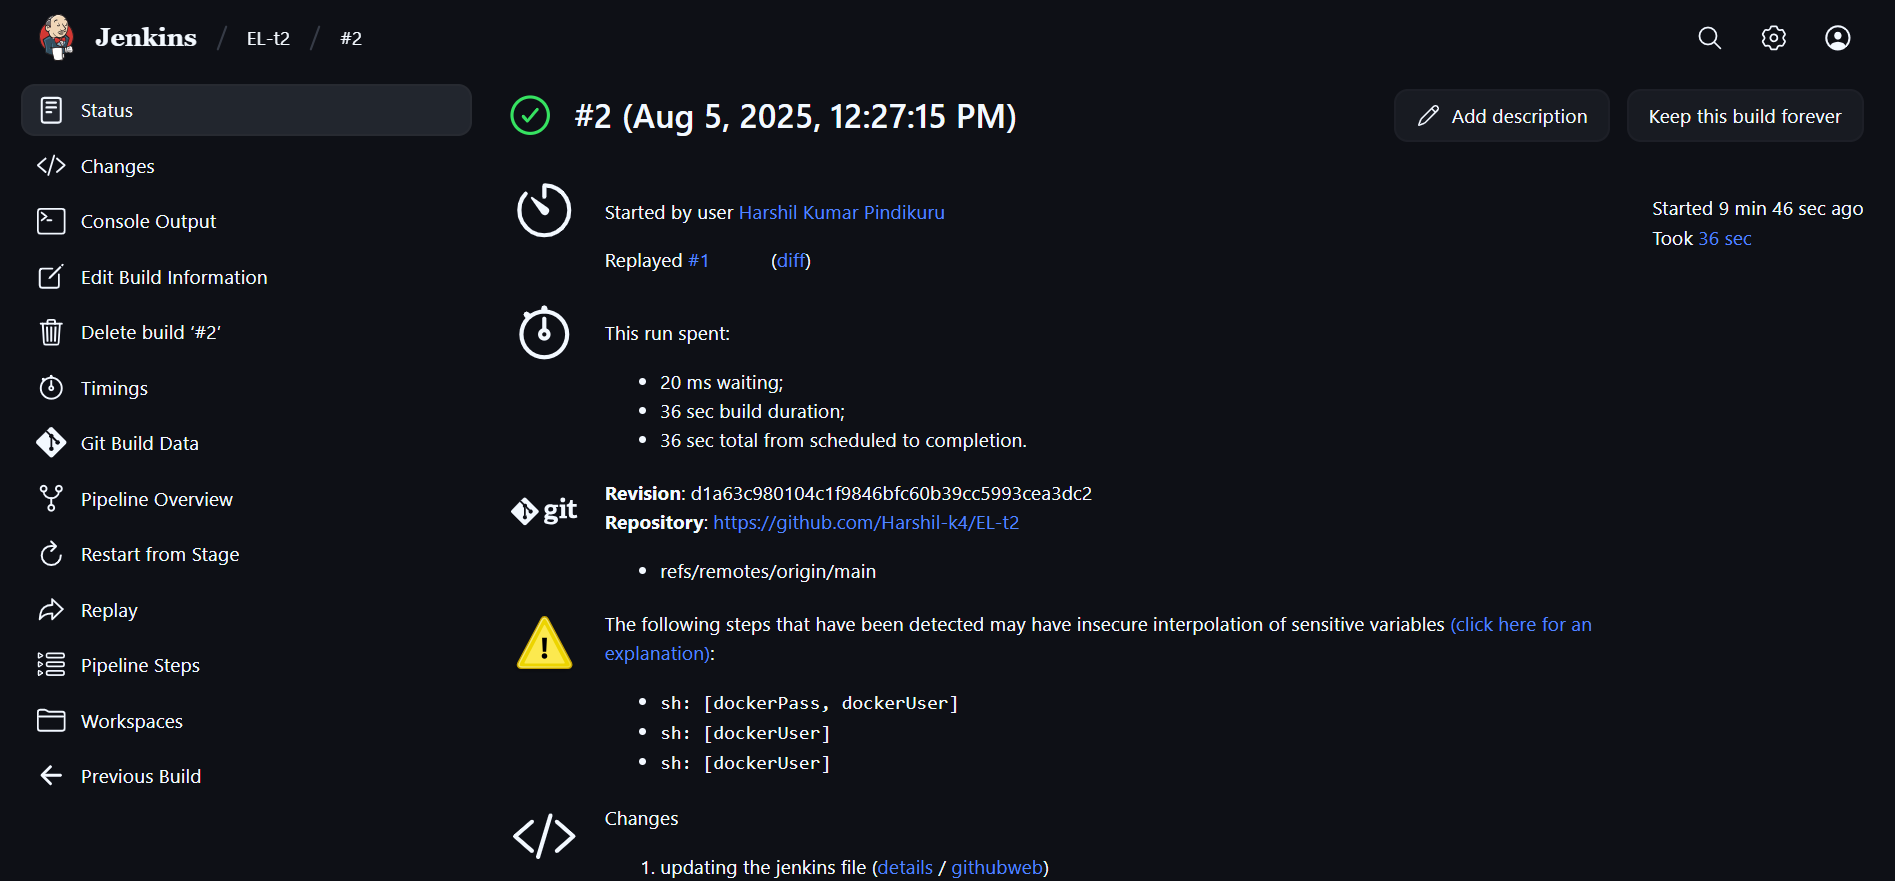 Jenkins / EL-t2 / #2
Status
Changes
Console Output
Edit Build Information
Delete build ‘#2’
Timings
Git Build Data
Pipeline Overview
Restart from Stage
Replay
Pipeline Steps
Workspaces
Previous Build
#2 (Aug 5, 2025, 12:27:15 PM)
Add description
Keep this build forever
Started by user Harshil Kumar Pindikuru
Replayed #1 (diff)
Started 9 min 46 sec ago
Took 36 sec
This run spent:
20 ms waiting;
36 sec build duration;
36 sec total from scheduled to completion.
git
Revision: d1a63c980104c1f9846bfc60b39cc5993cea3dc2
Repository: https://github.com/Harshil-k4/EL-t2
refs/remotes/origin/main
The following steps that have been detected may have insecure interpolation of sensitive variables (click here for an
explanation):
sh: [dockerPass, dockerUser]
sh: [dockerUser]
sh: [dockerUser]
Changes
1. updating the jenkins file (details / githubweb)